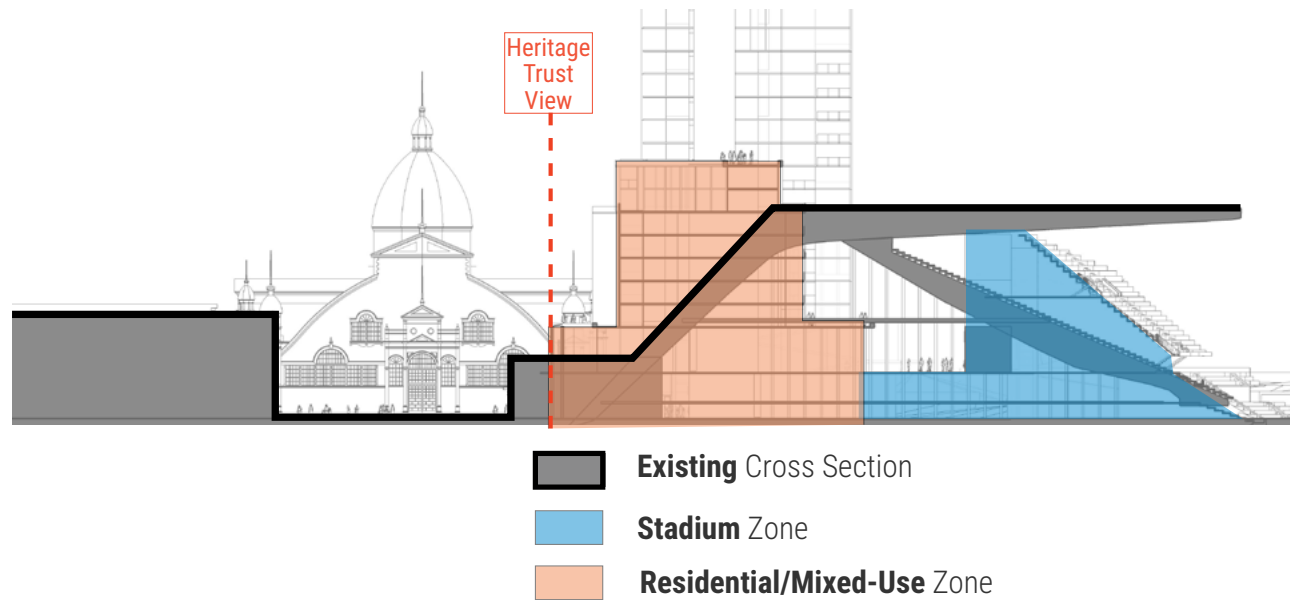 Heritage
Trust
View
Existing Cross Section
Stadium Zone
Residential/Mixed-Use Zone